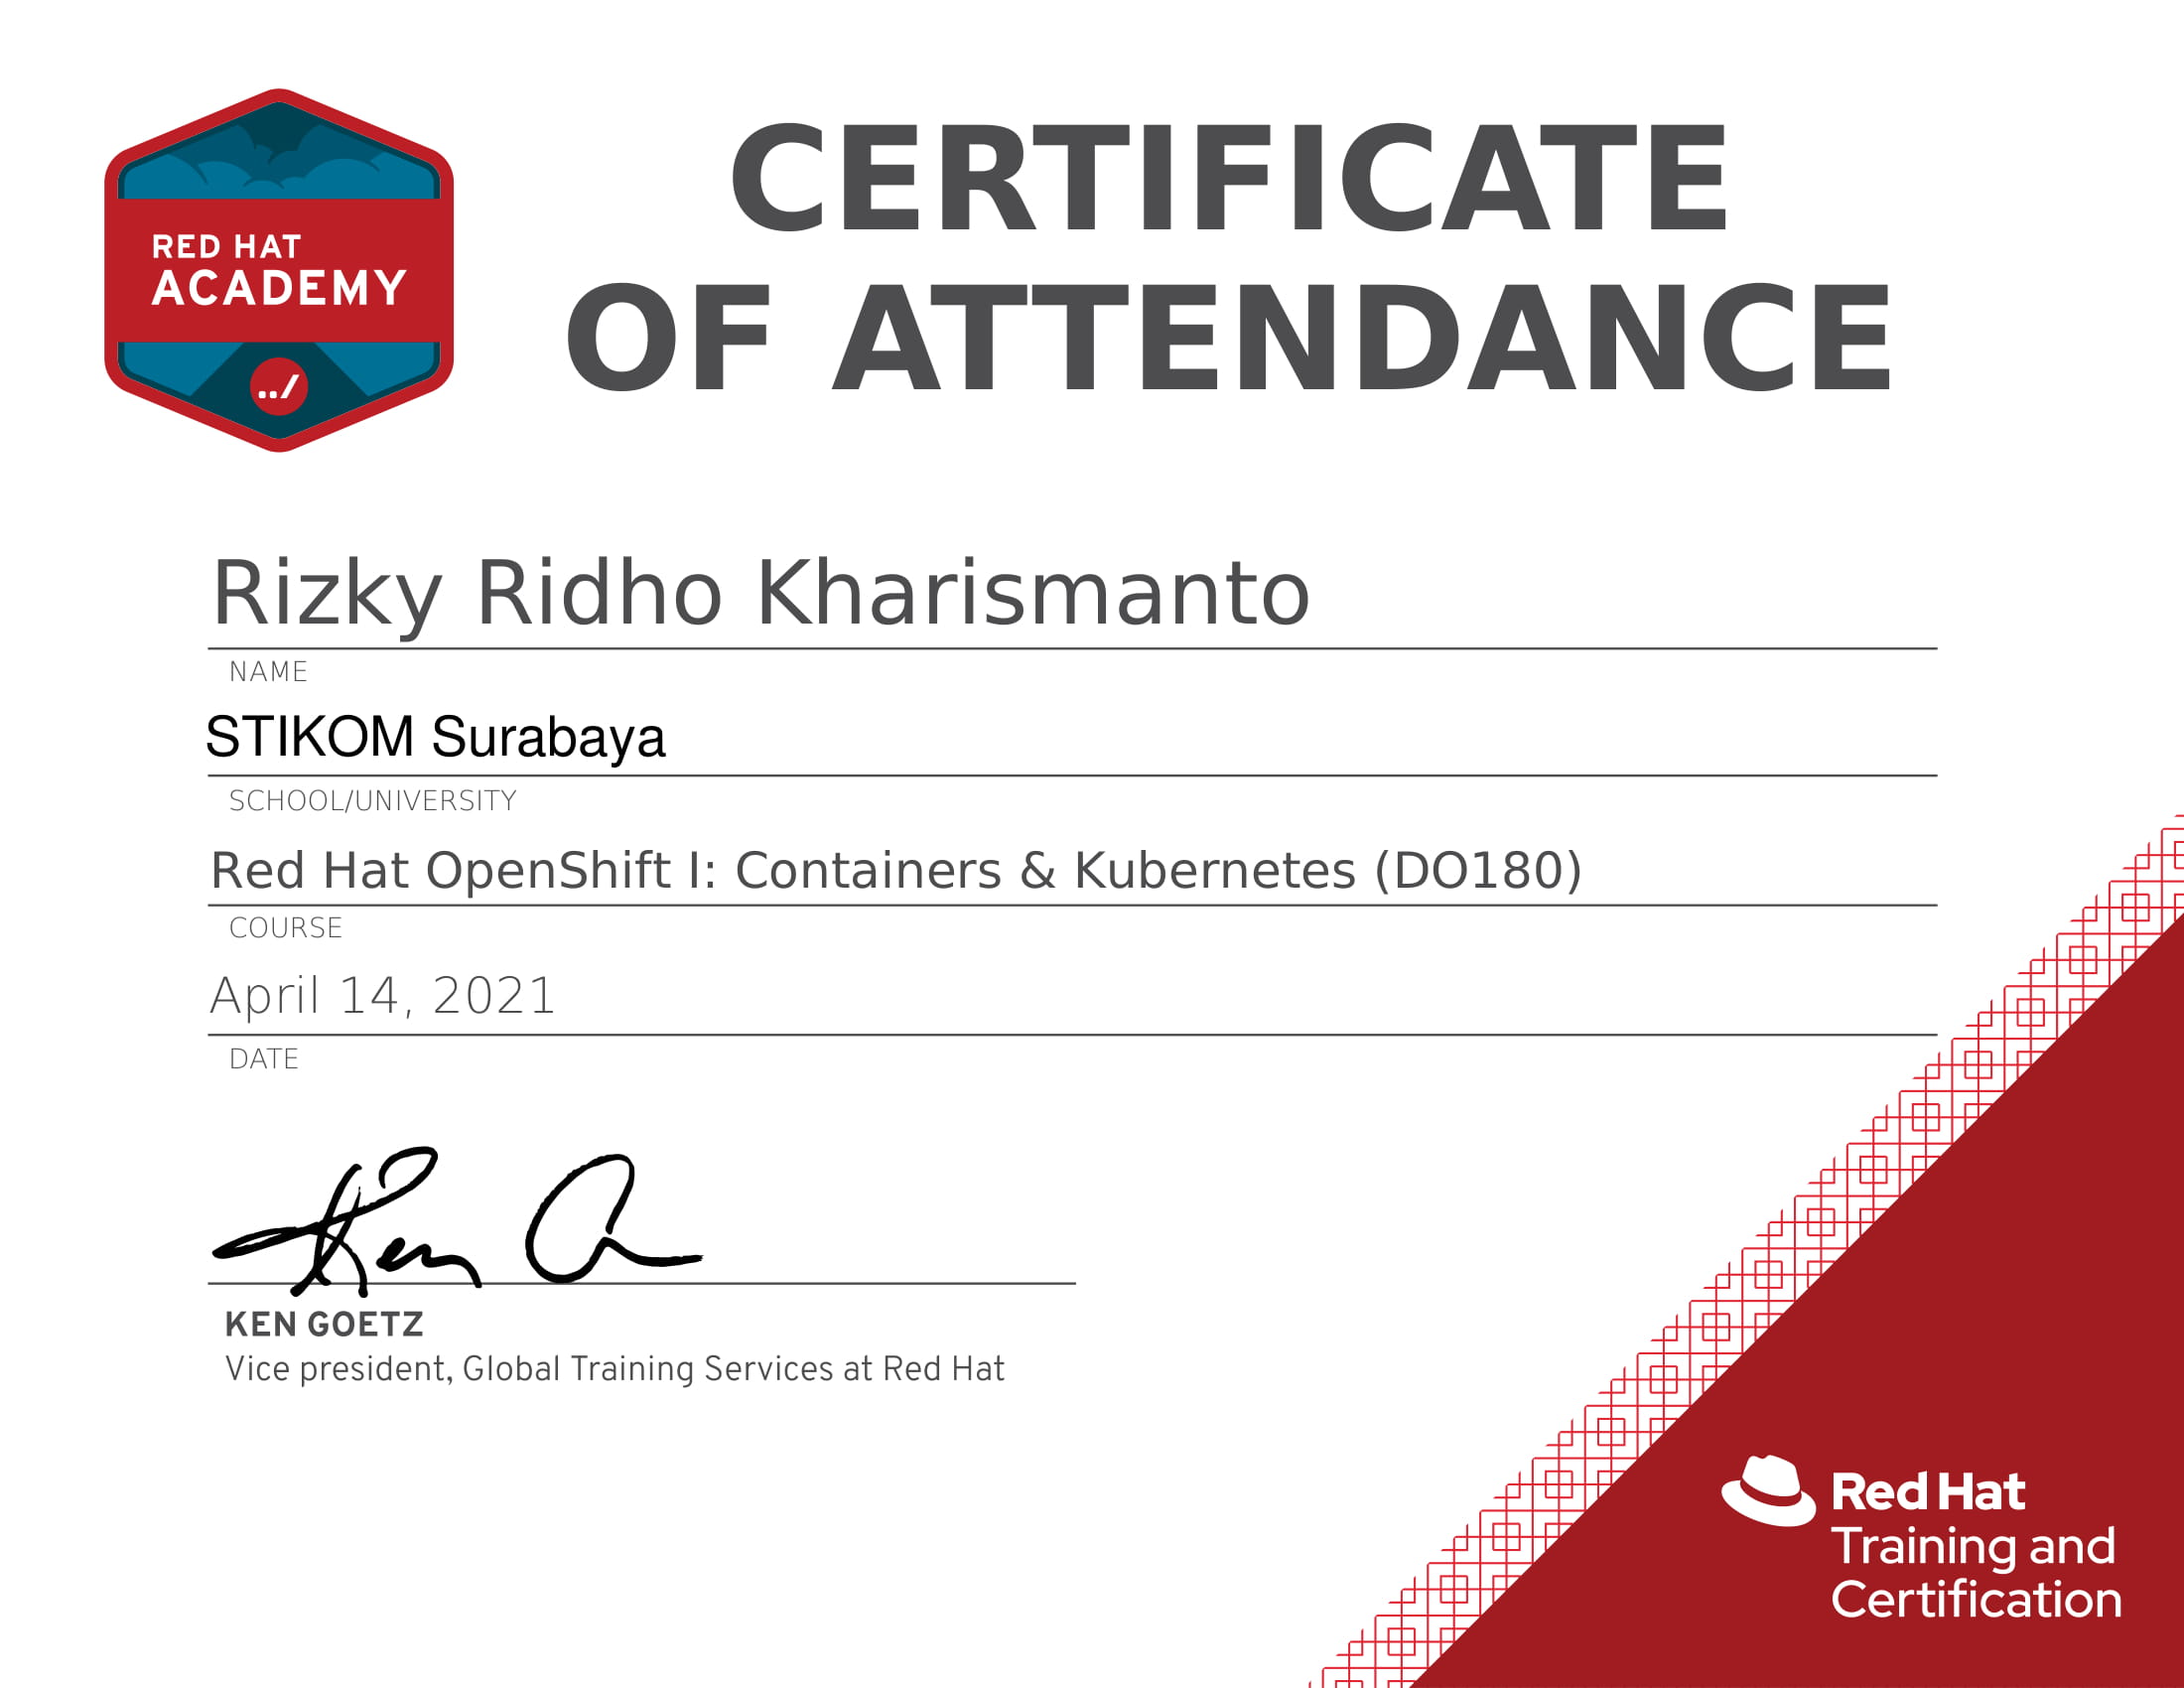 RED HAT
ACADEMY
../
CERTIFICATE
OF ATTENDANCE
Rizky Ridho Kharismanto
NAME
STIKOM Surabaya
SCHOOL/UNIVERSITY
Red Hat OpenShift I: Containers & Kubernetes (DO180)
COURSE
April 14, 2021
DATE
KEN GOETZ
Vice president, Global Training Services at Red Hat
Red Hat
Training and
Certification